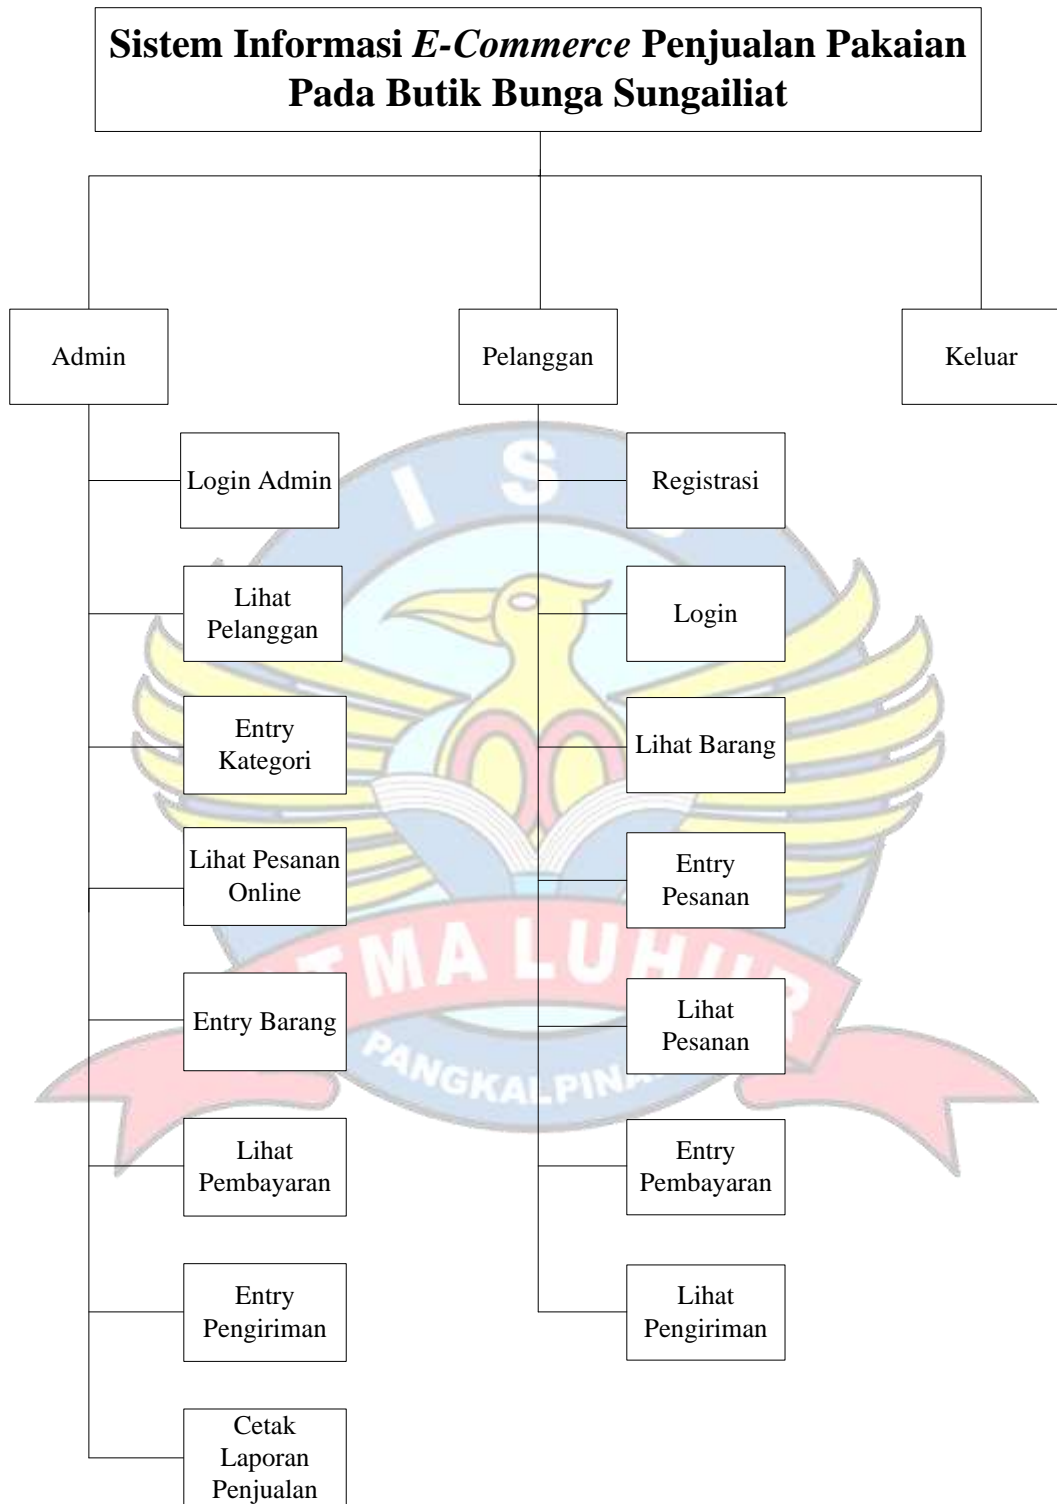 Sistem Informasi E-Commerce Penjualan Pakaian
Pada Butik Bunga Sungailiat
Admin
Pelanggan
Keluar
Login Admin
Lihat
Pelanggan
Entry
Kategori
Lihat Pesanan
Online
Entry Barang
Lihat
Pembayaran
Entry
Pengiriman
Cetak
Laporan
Penjualan
Registrasi
Login
Lihat Barang
Entry
Pesanan
Lihat
Pesanan
Entry
Pembayaran
Lihat
Pengiriman
I S
TMA LUHUR